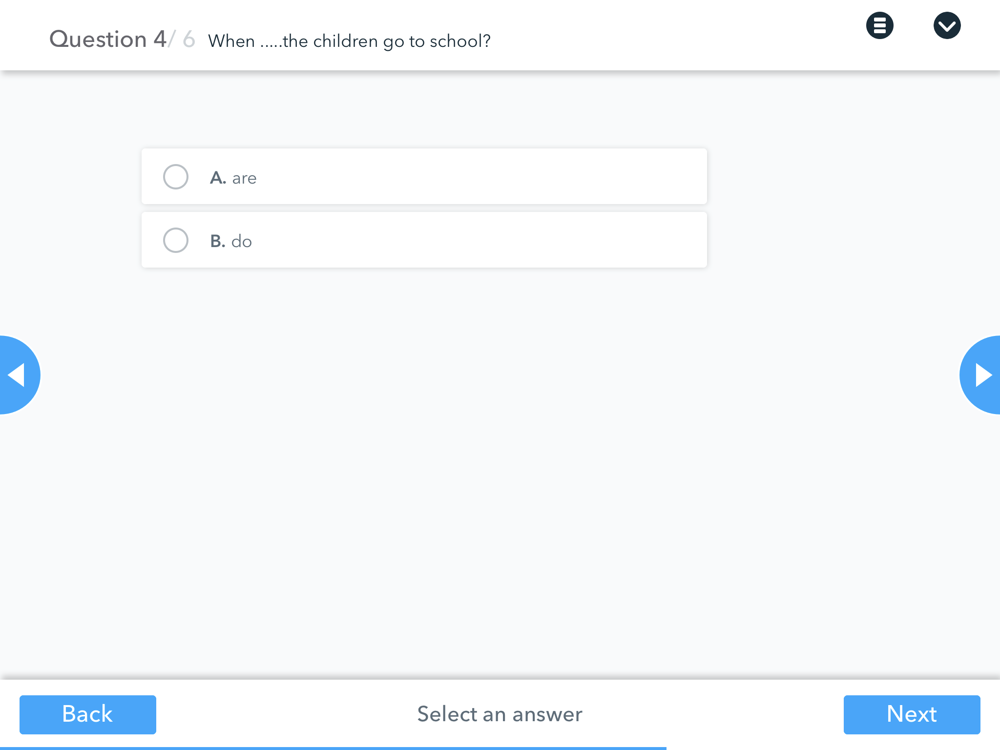 Question 4/ 6 When .....the children go to school?
A. are
B. do
Back Select an answer Next